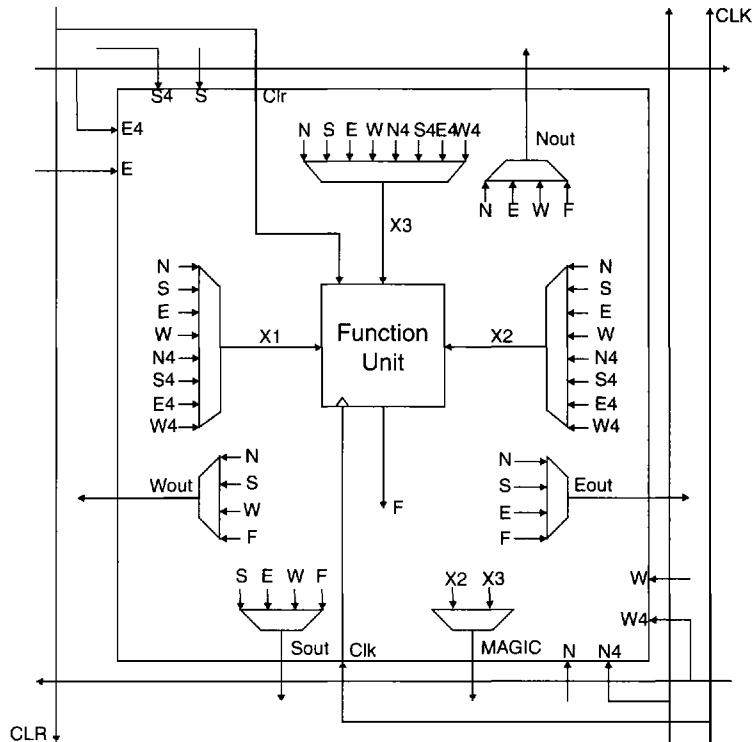 CLK
S4 S Clr
E4
E
N S E W N4 S4 E4 W4
Nout
N E W F
X3
N
S
E
W
N4
S4
E4
W4
X1
Function
Unit
X2
N
S
E
W
N4
S4
E4
W4
Wout
N
S
W
F
F
N
S
E
F
Eout
S E W F
X2 X3
W
W4
Sout Clk MAGIC N N4
CLR